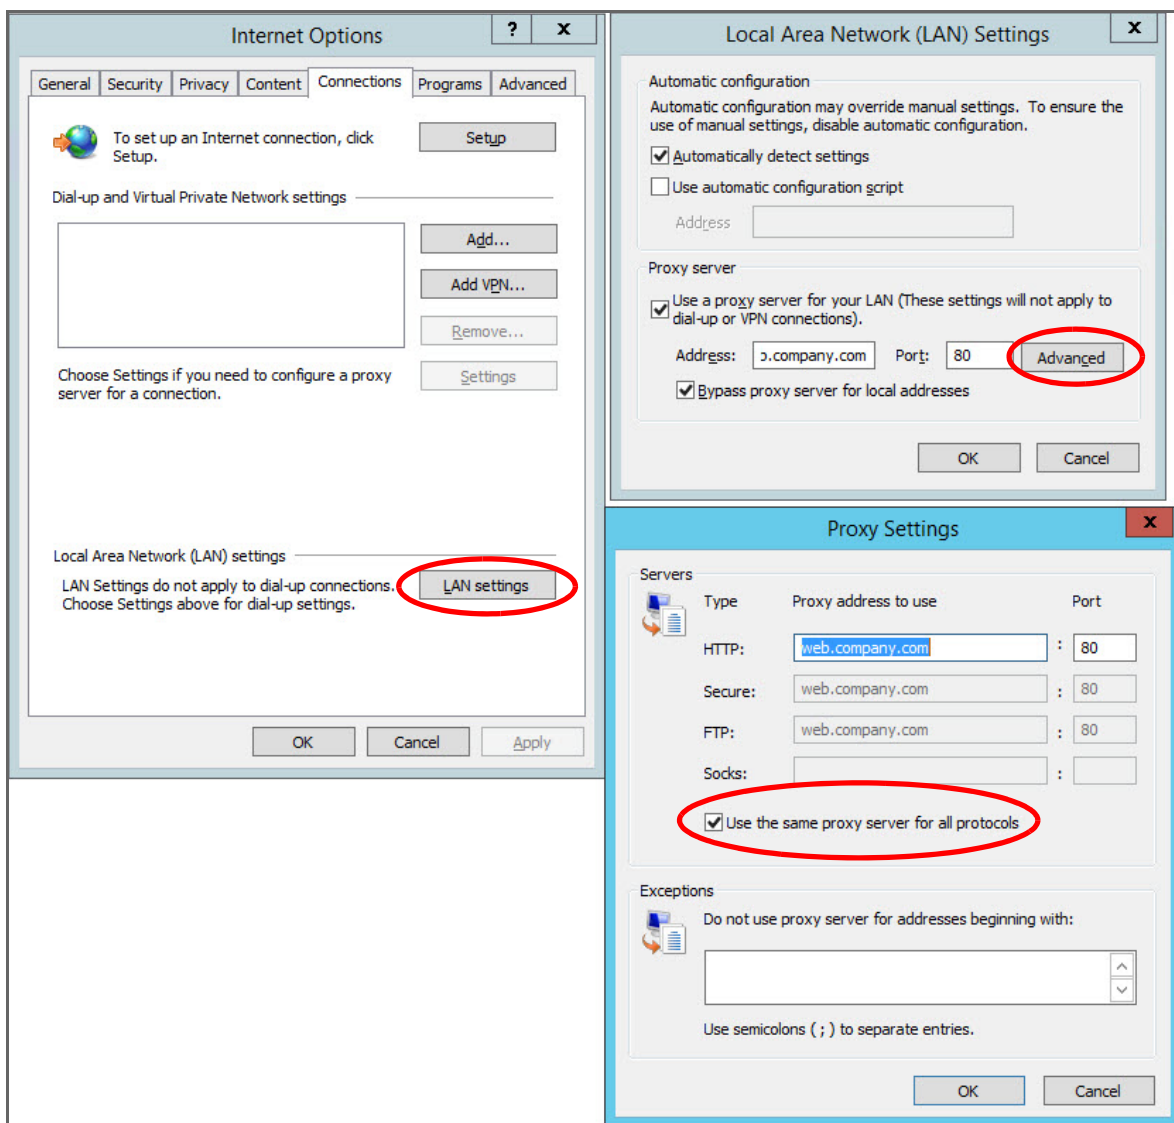 Internet Options
?
x
General
Security
Privacy
Content
Connections
Programs
Advanced
To set up an Internet connection, click
Setup.
Setup
Dial-up and Virtual Private Network settings
Add...
Add VPN...
Remove...
Choose Settings if you need to configure a proxy
server for a connection.
Settings
Local Area Network (LAN) settings
LAN Settings do not apply to dial-up connections.
Choose Settings above for dial-up settings.
LAN settings
OK
Cancel
Apply
Local Area Network (LAN) Settings
x
Automatic configuration
Automatic configuration may override manual settings. To ensure the
use of manual settings, disable automatic configuration.
Automatically detect settings
Use automatic configuration script
Address
Proxy server
Use a proxy server for your LAN (These settings will not apply to
dial-up or VPN connections).
Address:
.company.com
Port:
80
Advanced
Bypass proxy server for local addresses
OK
Cancel
Proxy Settings
x
Servers
Type
Proxy address to use
Port
HTTP:
web.company.com
:
80
Secure:
web.company.com
:
80
FTP:
web.company.com
:
80
Socks:
:
Use the same proxy server for all protocols
Exceptions
Do not use proxy server for addresses beginning with:
Use semicolons ( ; ) to separate entries.
OK
Cancel